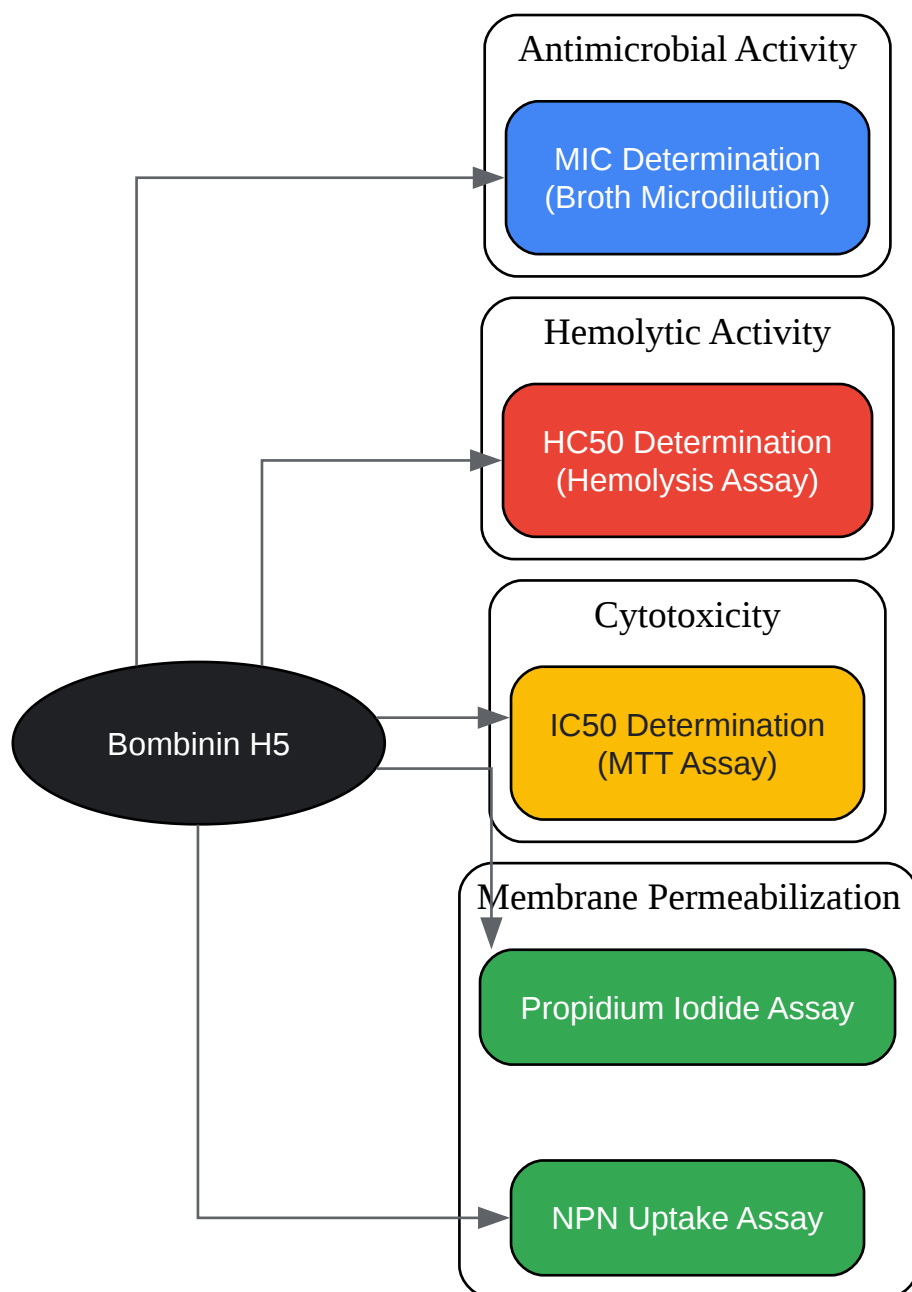 Antimicrobial Activity
MIC Determination
(Broth Microdilution)
Hemolytic Activity
HC50 Determination
(Hemolysis Assay)
Cytotoxicity
IC50 Determination
(MTT Assay)
Bombinin H5
Membrane Permeabilization
Propidium Iodide Assay
NPN Uptake Assay